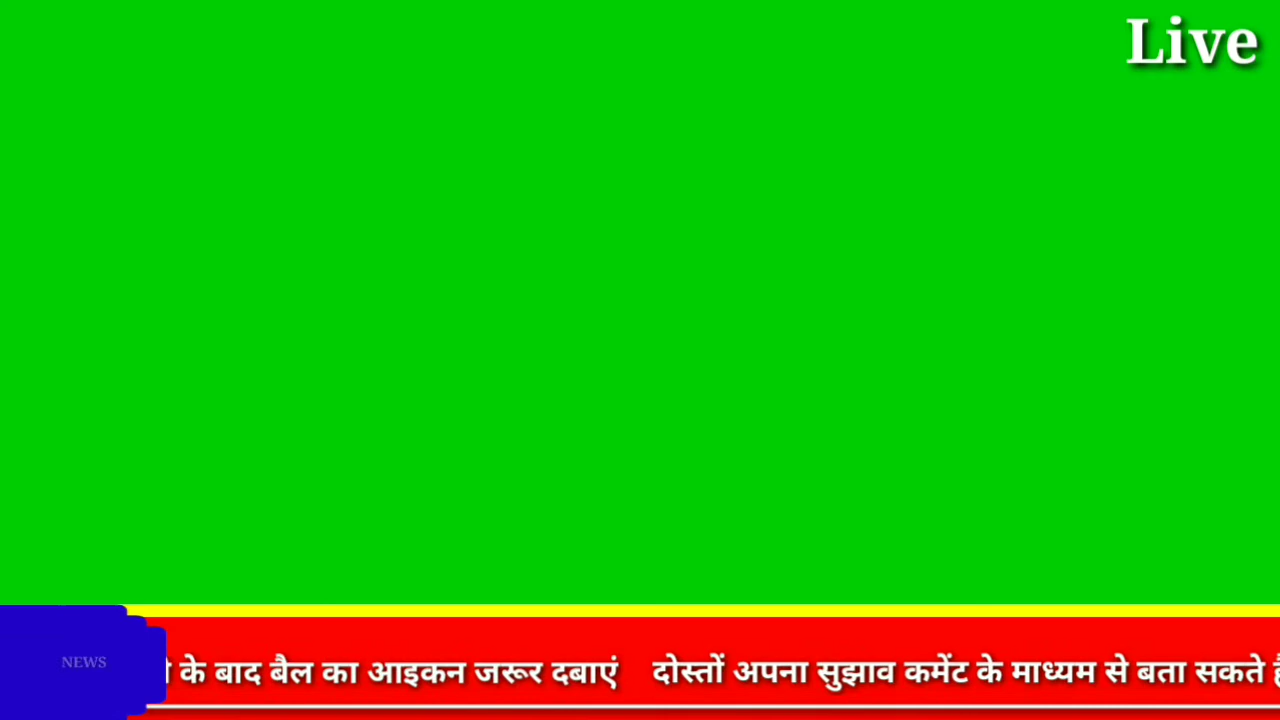 Live
NEWS
के बाद बैल का आइकन जरूर दबाएं दोस्तों अपना सुझाव कमेंट के माध्यम से बता सकते